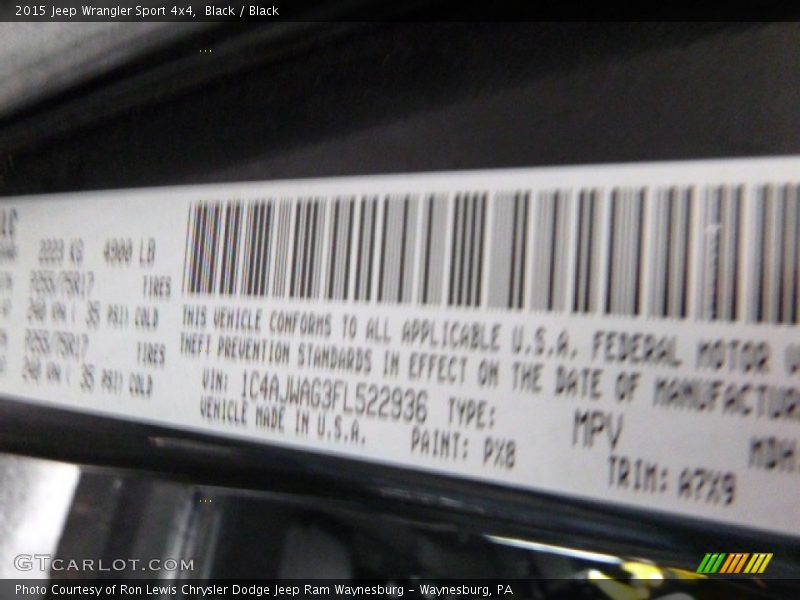 2015 Jeep Wrangler Sport 4x4, Black / Black
2223 KG 4900 LB
P255/75R17 TIRES
240 KPA ( 35 PSI) COLD
P255/75R17 TIRES
240 KPA ( 35 PSI) COLD
THIS VEHICLE CONFORMS TO ALL APPLICABLE U.S.A. FEDERAL MOTOR
THEFT PREVENTION STANDARDS IN EFFECT ON THE DATE OF MANUFACTURE
VIN: 1C4AJWAG3FL522936 TYPE: MPV MDH:
VEHICLE MADE IN U.S.A. PAINT: PX8 TRIM: A7X9
GTCARLOT.COM
Photo Courtesy of Ron Lewis Chrysler Dodge Jeep Ram Waynesburg - Waynesburg, PA